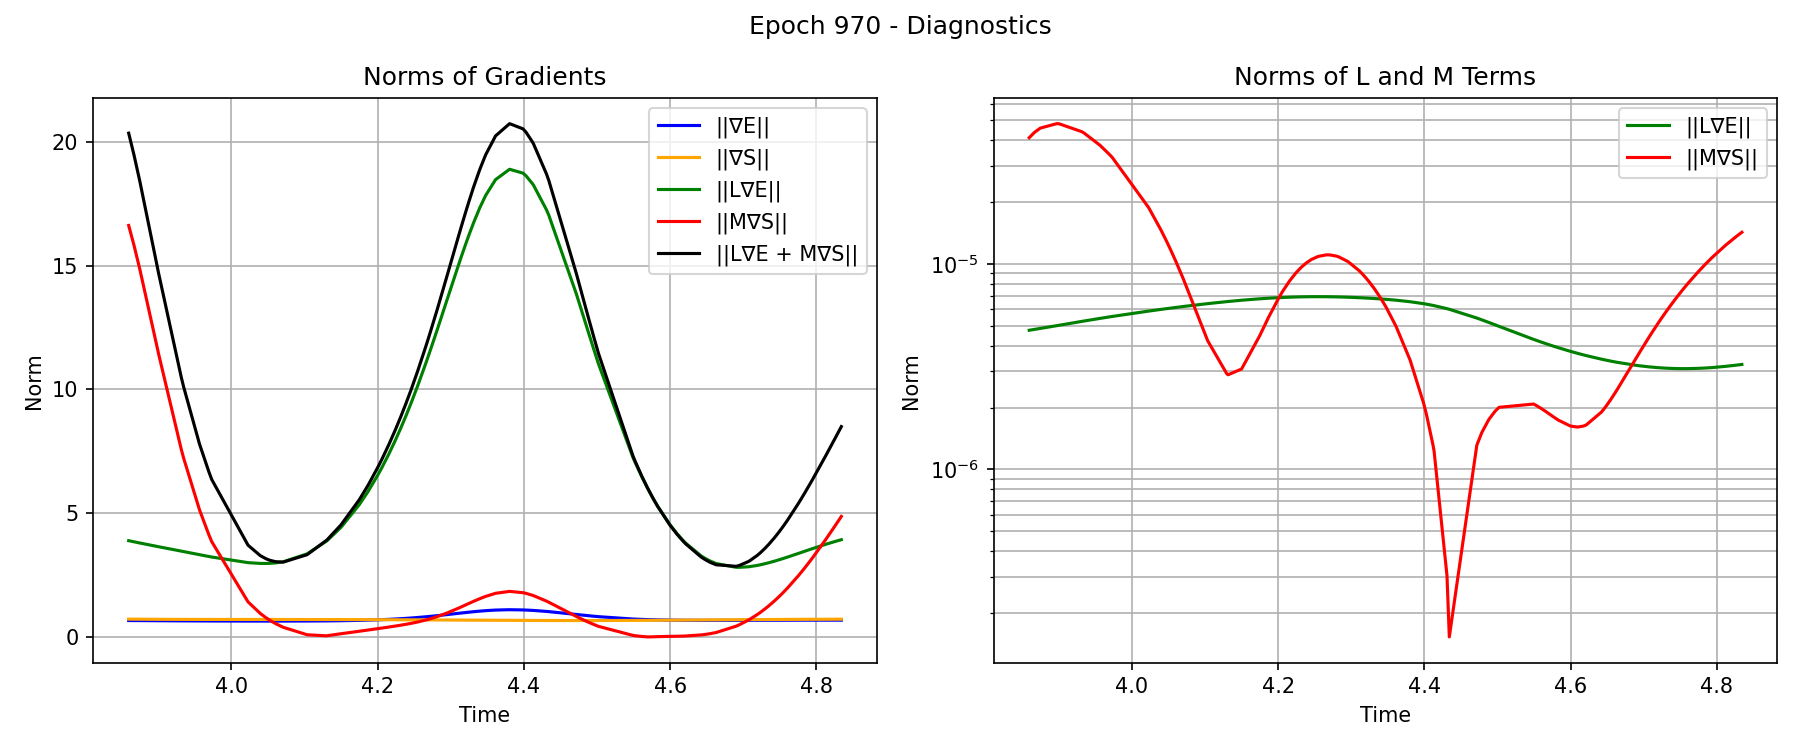 Epoch 970 - Diagnostics
Norms of Gradients
||∇E||
||∇S||
||L∇E||
||M∇S||
||L∇E + M∇S||
20
15
10
5
0
Norm
4.0 4.2 4.4 4.6 4.8
Time
Norms of L and M Terms
||L∇E||
||M∇S||
10⁻⁵
10⁻⁶
Norm
4.0 4.2 4.4 4.6 4.8
Time